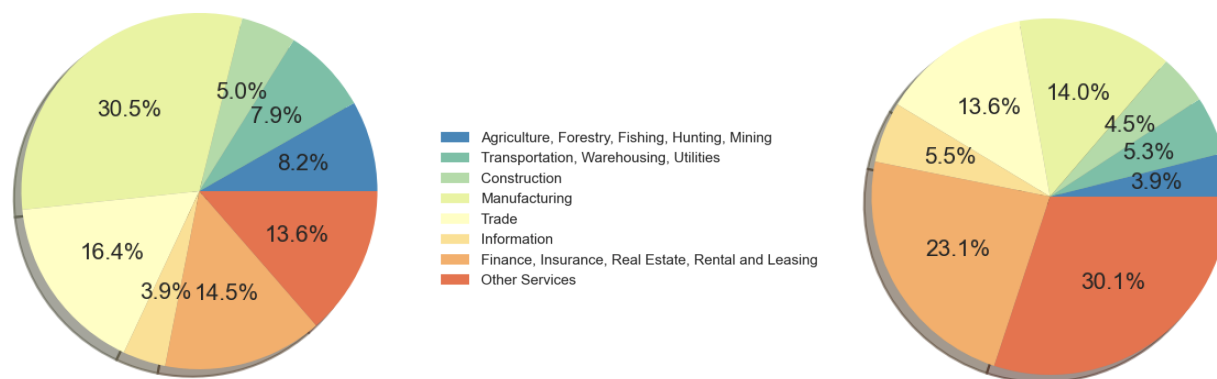 30.5%
5.0%
7.9%
8.2%
16.4%
3.9%
14.5%
13.6%
Agriculture, Forestry, Fishing, Hunting, Mining
Transportation, Warehousing, Utilities
Construction
Manufacturing
Trade
Information
Finance, Insurance, Real Estate, Rental and Leasing
Other Services
13.6%
14.0%
4.5%
5.3%
3.9%
5.5%
23.1%
30.1%